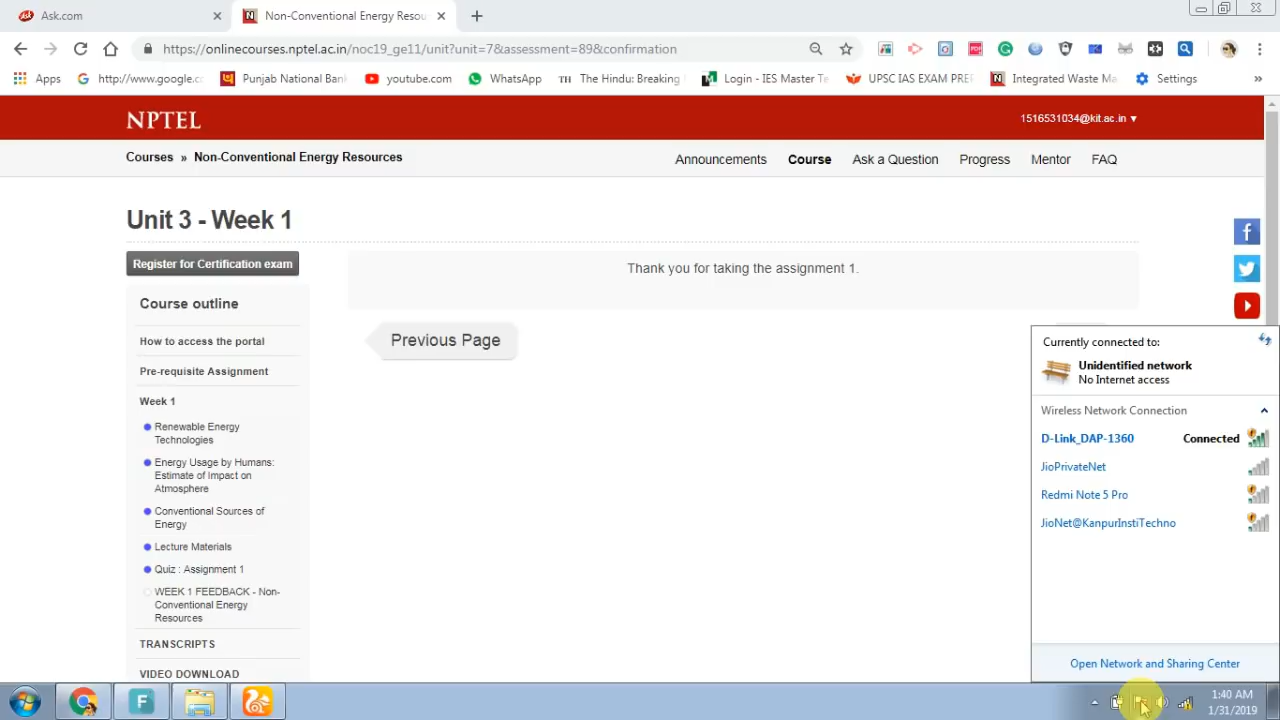 Ask.com
Non-Conventional Energy Resou
https://onlinecourses.nptel.ac.in/noc19_ge11/unit?unit=7&assessment=89&confirmation
Apps
http://www.google.c
Punjab National Bank
youtube.com
WhatsApp
TH
The Hindu: Breaking
Login - IES Master Te
UPSC IAS EXAM PREP
Integrated Waste Ma
Settings
NPTEL
1516531034@kit.ac.in ▼
Courses » Non-Conventional Energy Resources
Announcements
Course
Ask a Question
Progress
Mentor
FAQ
Unit 3 - Week 1
Register for Certification exam
Thank you for taking the assignment 1.
Course outline
Previous Page
How to access the portal
Pre-requisite Assignment
Week 1
Renewable Energy
Technologies
Energy Usage by Humans:
Estimate of Impact on
Atmosphere
Conventional Sources of
Energy
Lecture Materials
Quiz : Assignment 1
WEEK 1 FEEDBACK - Non-
Conventional Energy
Resources
TRANSCRIPTS
VIDEO DOWNLOAD
Currently connected to:
Unidentified network
No Internet access
Wireless Network Connection
D-Link_DAP-1360
Connected
JioPrivateNet
Redmi Note 5 Pro
JioNet@KanpurInstiTechno
Open Network and Sharing Center
1:40 AM
1/31/2019